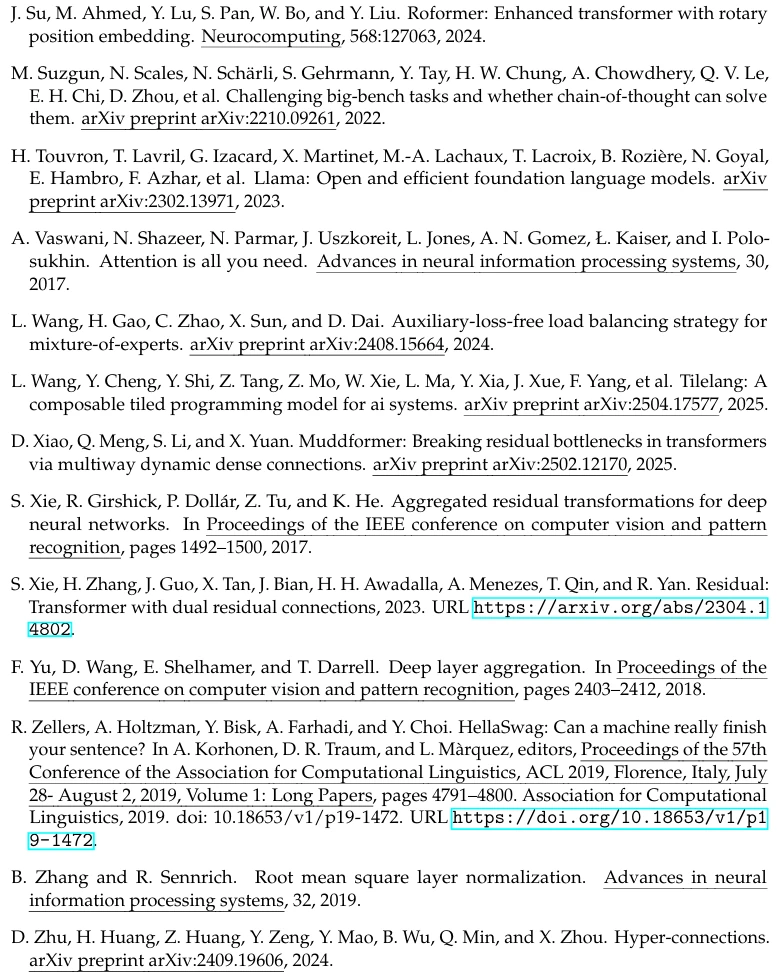 J. Su, M. Ahmed, Y. Lu, S. Pan, W. Bo, and Y. Liu. Roformer: Enhanced transformer with rotary
position embedding. Neurocomputing, 568:127063, 2024.
M. Suzgun, N. Scales, N. Schärli, S. Gehrmann, Y. Tay, H. W. Chung, A. Chowdhery, Q. V. Le,
E. H. Chi, D. Zhou, et al. Challenging big-bench tasks and whether chain-of-thought can solve
them. arXiv preprint arXiv:2210.09261, 2022.
H. Touvron, T. Lavril, G. Izacard, X. Martinet, M.-A. Lachaux, T. Lacroix, B. Rozière, N. Goyal,
E. Hambro, F. Azhar, et al. Llama: Open and efficient foundation language models. arXiv
preprint arXiv:2302.13971, 2023.
A. Vaswani, N. Shazeer, N. Parmar, J. Uszkoreit, L. Jones, A. N. Gomez, Ł. Kaiser, and I. Polo-
sukhin. Attention is all you need. Advances in neural information processing systems, 30,
2017.
L. Wang, H. Gao, C. Zhao, X. Sun, and D. Dai. Auxiliary-loss-free load balancing strategy for
mixture-of-experts. arXiv preprint arXiv:2408.15664, 2024.
L. Wang, Y. Cheng, Y. Shi, Z. Tang, Z. Mo, W. Xie, L. Ma, Y. Xia, J. Xue, F. Yang, et al. Tilelang: A
composable tiled programming model for ai systems. arXiv preprint arXiv:2504.17577, 2025.
D. Xiao, Q. Meng, S. Li, and X. Yuan. Muddformer: Breaking residual bottlenecks in transformers
via multiway dynamic dense connections. arXiv preprint arXiv:2502.12170, 2025.
S. Xie, R. Girshick, P. Dollár, Z. Tu, and K. He. Aggregated residual transformations for deep
neural networks. In Proceedings of the IEEE conference on computer vision and pattern
recognition, pages 1492–1500, 2017.
S. Xie, H. Zhang, J. Guo, X. Tan, J. Bian, H. H. Awadalla, A. Menezes, T. Qin, and R. Yan. Residual:
Transformer with dual residual connections, 2023. URL https://arxiv.org/abs/2304.1
4802.
F. Yu, D. Wang, E. Shelhamer, and T. Darrell. Deep layer aggregation. In Proceedings of the
IEEE conference on computer vision and pattern recognition, pages 2403–2412, 2018.
R. Zellers, A. Holtzman, Y. Bisk, A. Farhadi, and Y. Choi. HellaSwag: Can a machine really finish
your sentence? In A. Korhonen, D. R. Traum, and L. Màrquez, editors, Proceedings of the 57th
Conference of the Association for Computational Linguistics, ACL 2019, Florence, Italy, July
28- August 2, 2019, Volume 1: Long Papers, pages 4791–4800. Association for Computational
Linguistics, 2019. doi: 10.18653/v1/p19-1472. URL https://doi.org/10.18653/v1/p1
9-1472.
B. Zhang and R. Sennrich. Root mean square layer normalization. Advances in neural
information processing systems, 32, 2019.
D. Zhu, H. Huang, Z. Huang, Y. Zeng, Y. Mao, B. Wu, Q. Min, and X. Zhou. Hyper-connections.
arXiv preprint arXiv:2409.19606, 2024.